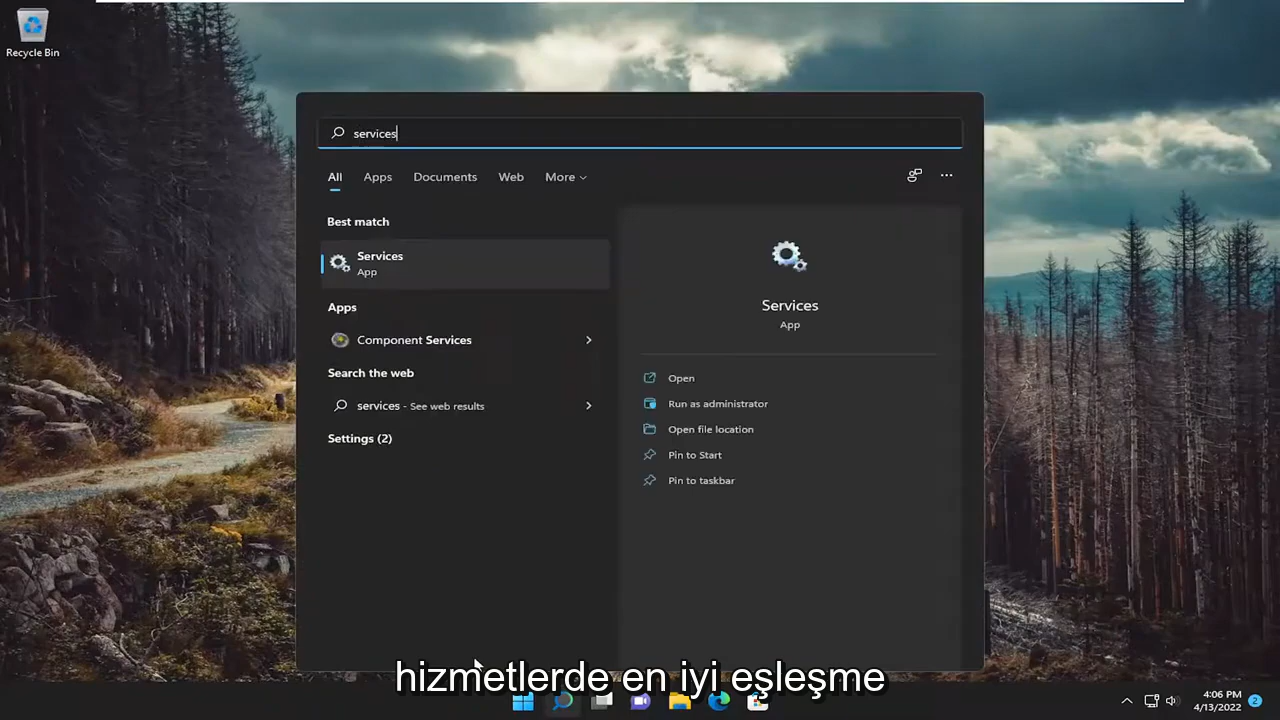 Recycle Bin
services
All Apps Documents Web More
Best match
Services
App
Apps
Component Services
Search the web
services - See web results
Settings (2)
Services
App
Open
Run as administrator
Open file location
Pin to Start
Pin to taskbar
hizmetlerde en iyi eşleşme
4:06 PM
4/13/2022
2